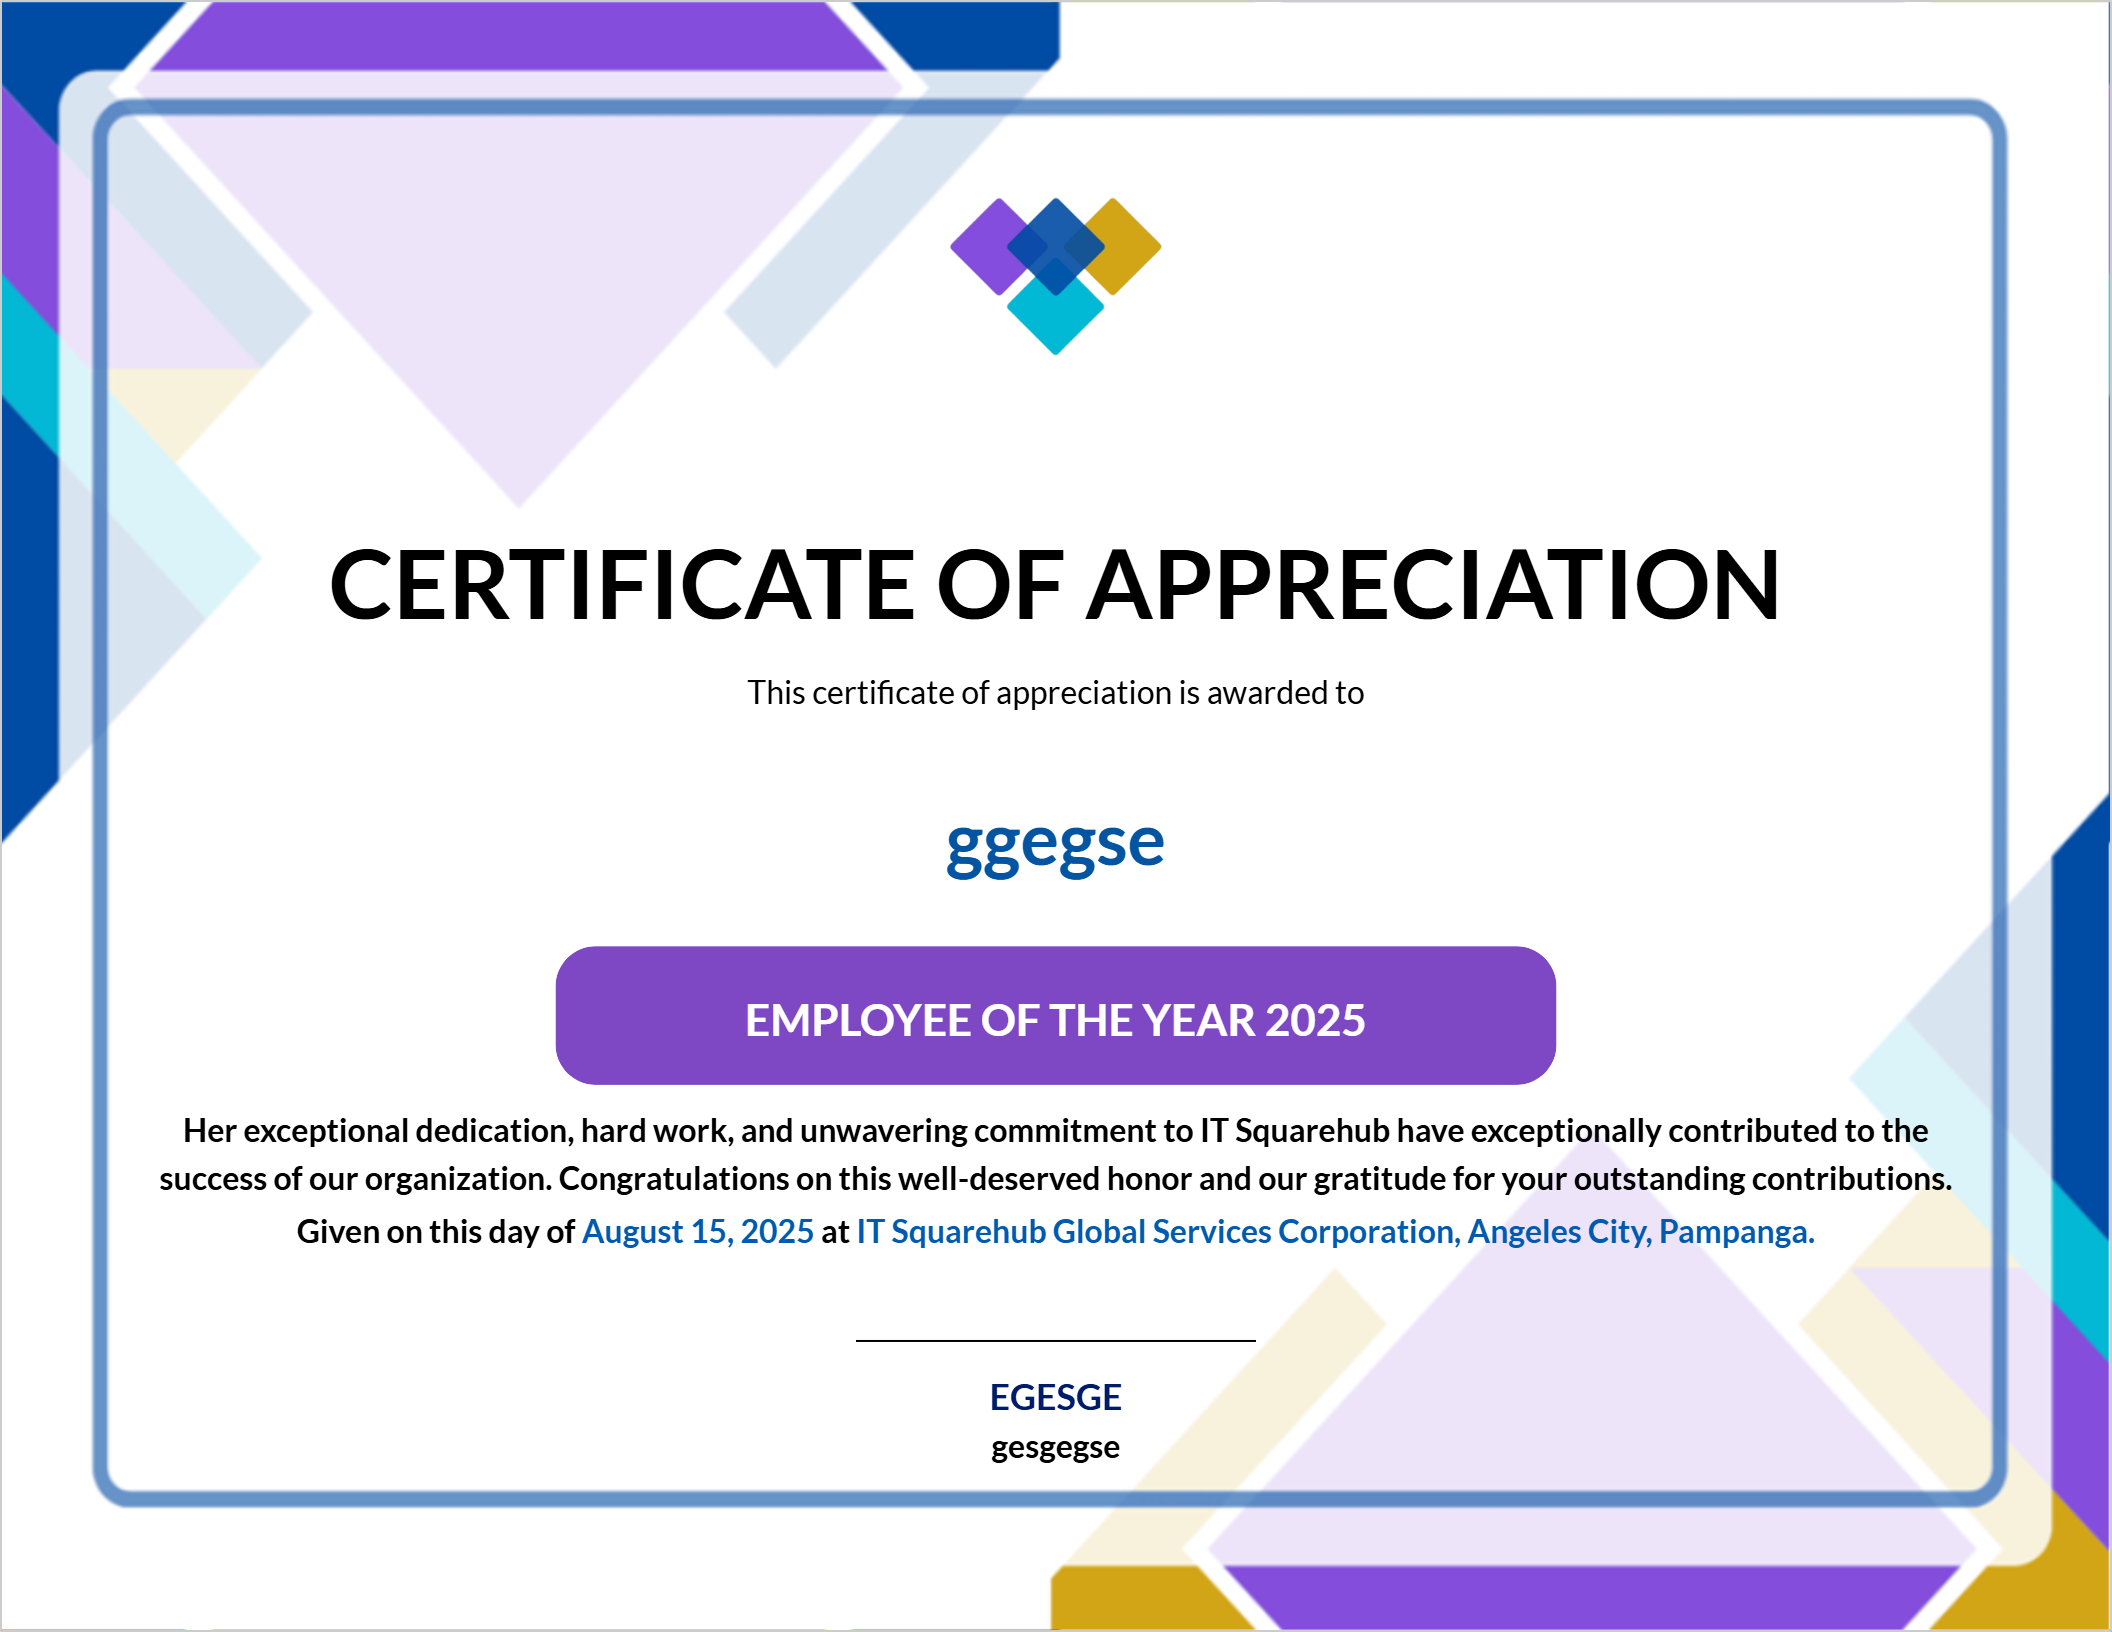 CERTIFICATE OF APPRECIATION
This certificate of appreciation is awarded to
ggegse
EMPLOYEE OF THE YEAR 2025
Her exceptional dedication, hard work, and unwavering commitment to IT Squarehub have exceptionally contributed to the
success of our organization. Congratulations on this well-deserved honor and our gratitude for your outstanding contributions.
Given on this day of August 15, 2025 at IT Squarehub Global Services Corporation, Angeles City, Pampanga.
EGESGE
gesgegse